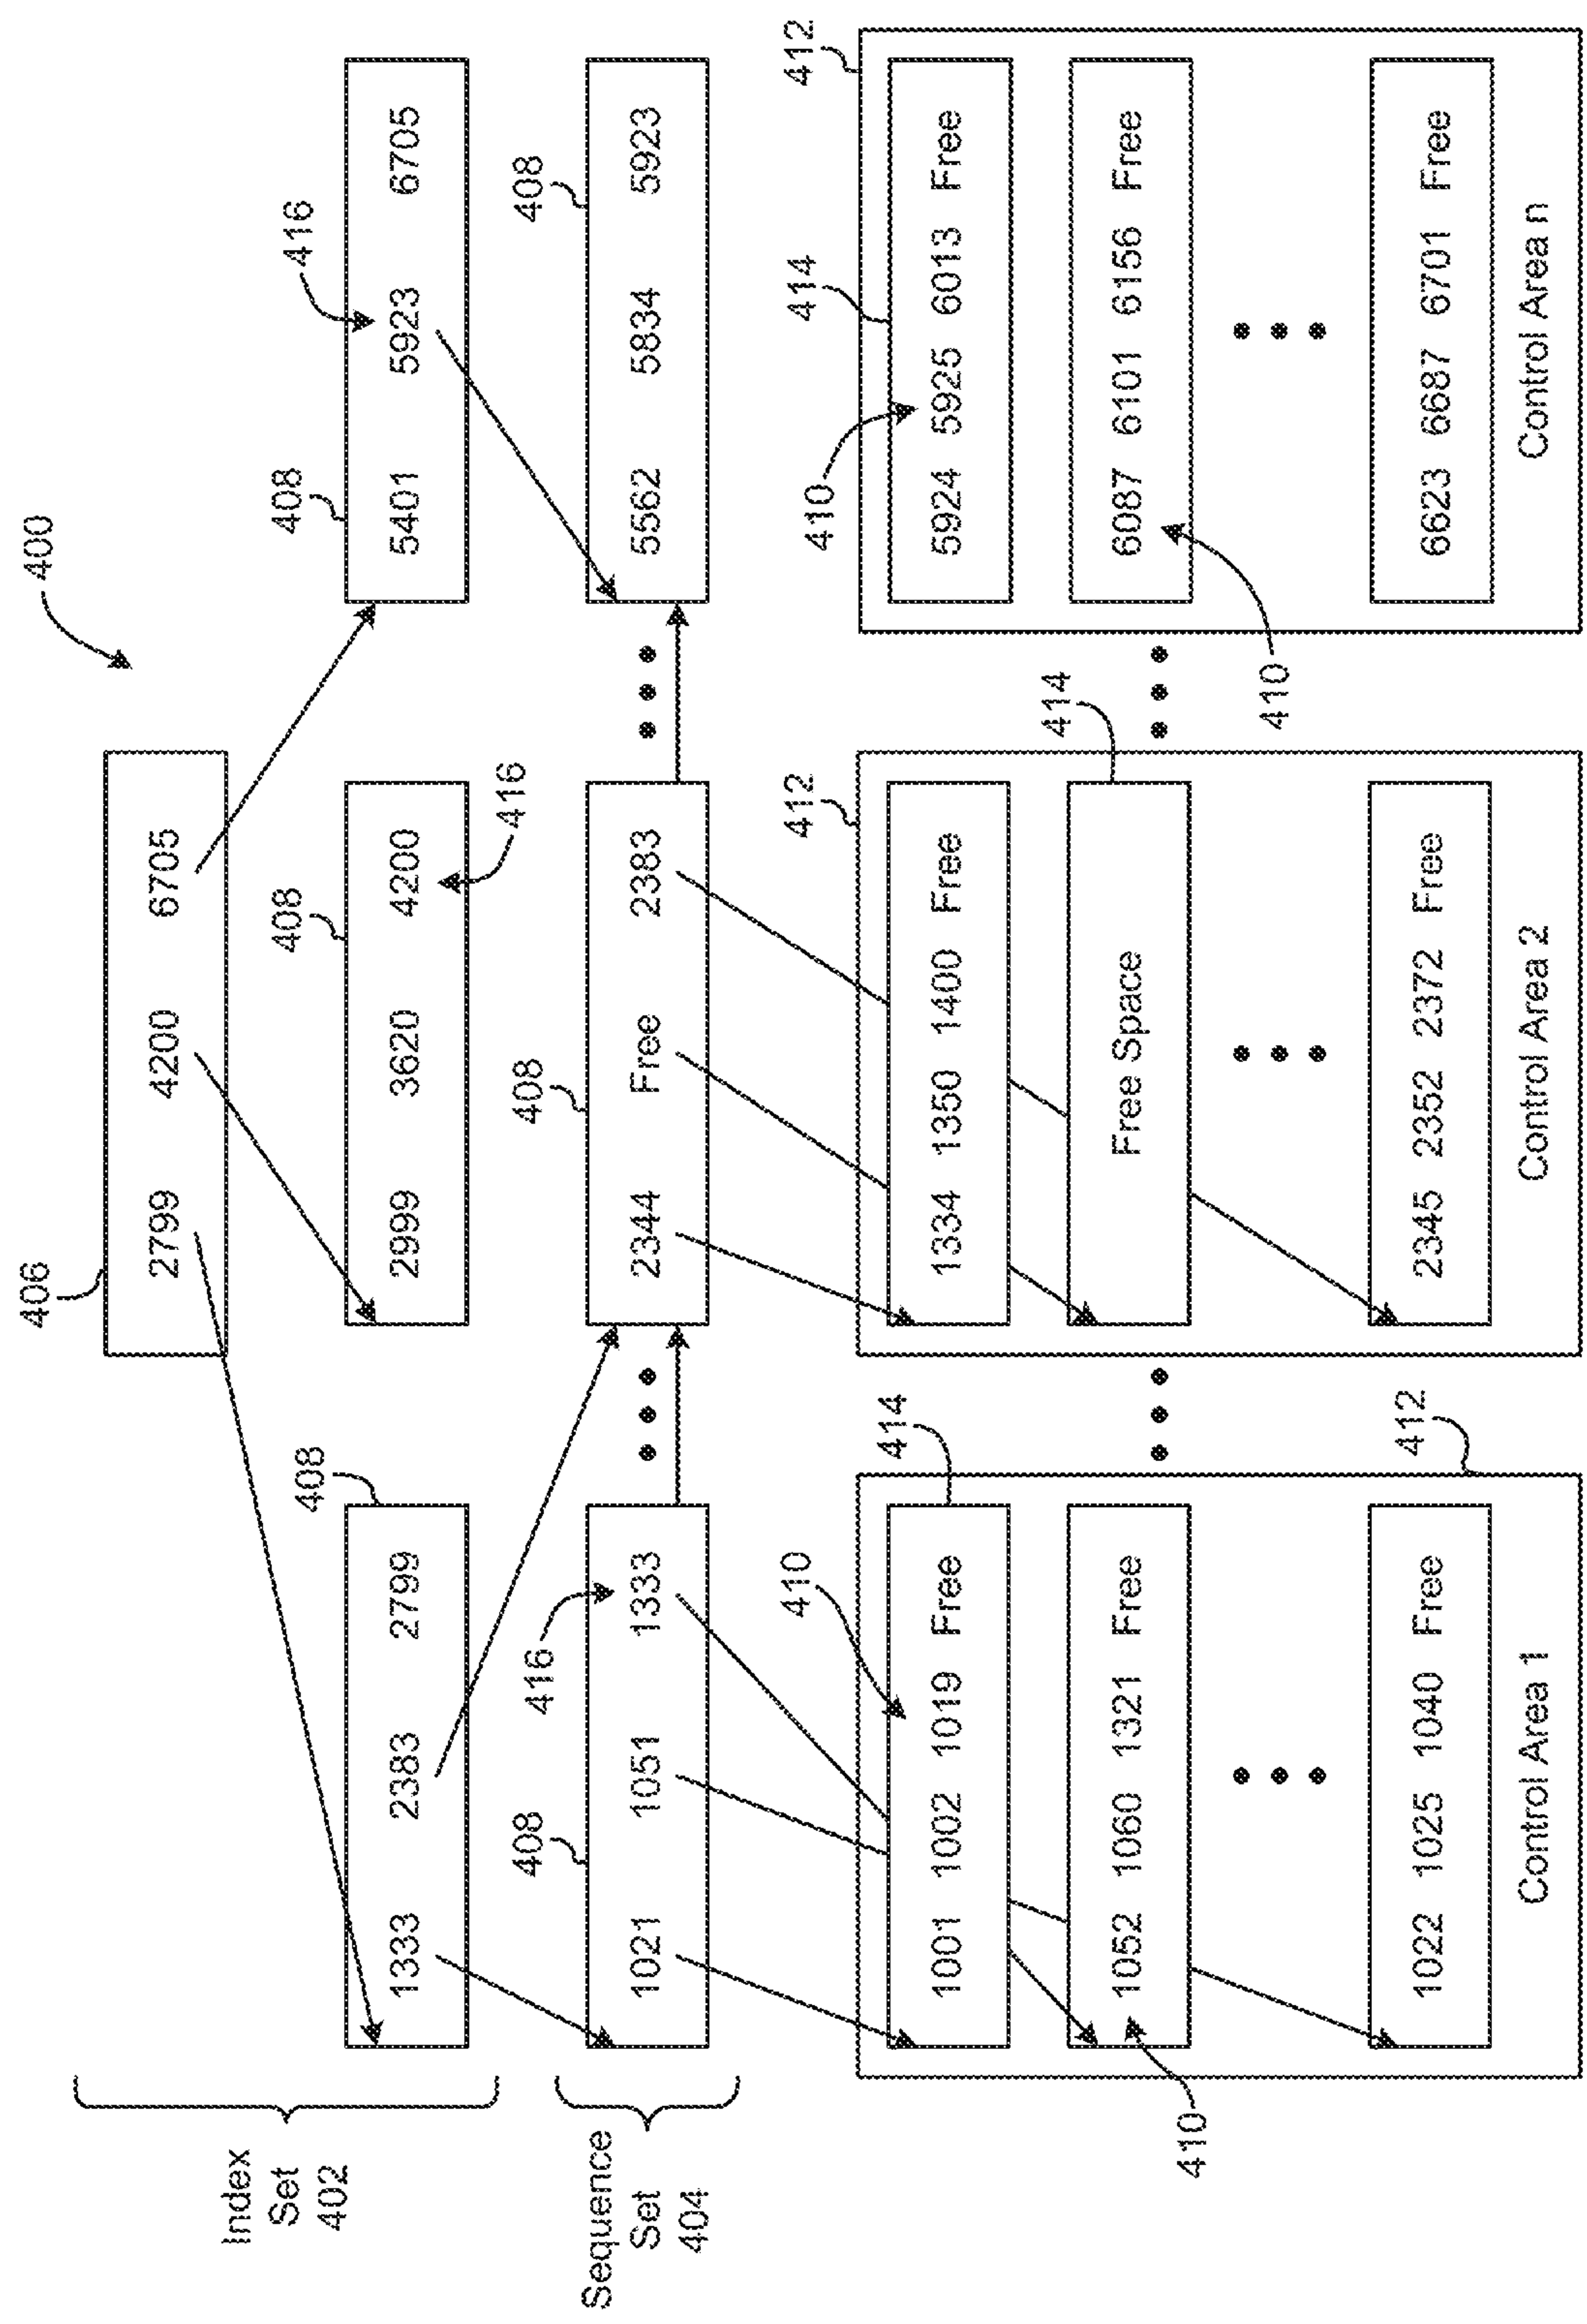 400
406
2799 4200 6705
Index
Set
402
408
408
408
416
1333 2383 2799
2999 3620 4200
5401 5923 6705
416
Sequence
Set
404
408
416
408
408
1021 1051 1333
2344 Free 2383
5562 5834 5923
410
414
412
414
410
414
412
1001 1002 1019 Free
1334 1350 1400 Free
5924 5925 6013 Free
410
1052 1060 1321 Free
Free Space
6087 6101 6156 Free
410
412
1022 1025 1040 Free
2345 2352 2372 Free
6623 6687 6701 Free
Control Area 1
Control Area 2
Control Area n